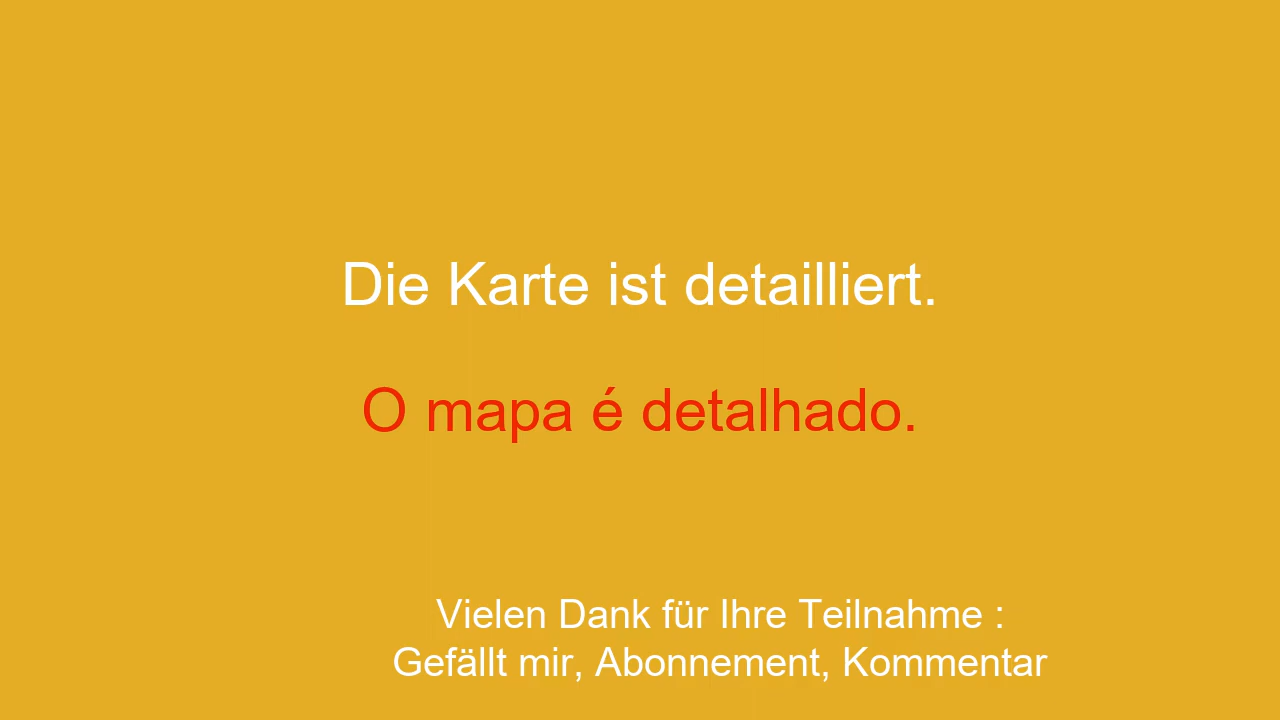 Die Karte ist detailliert.
O mapa é detalhado.
Vielen Dank für Ihre Teilnahme :
Gefällt mir, Abonnement, Kommentar